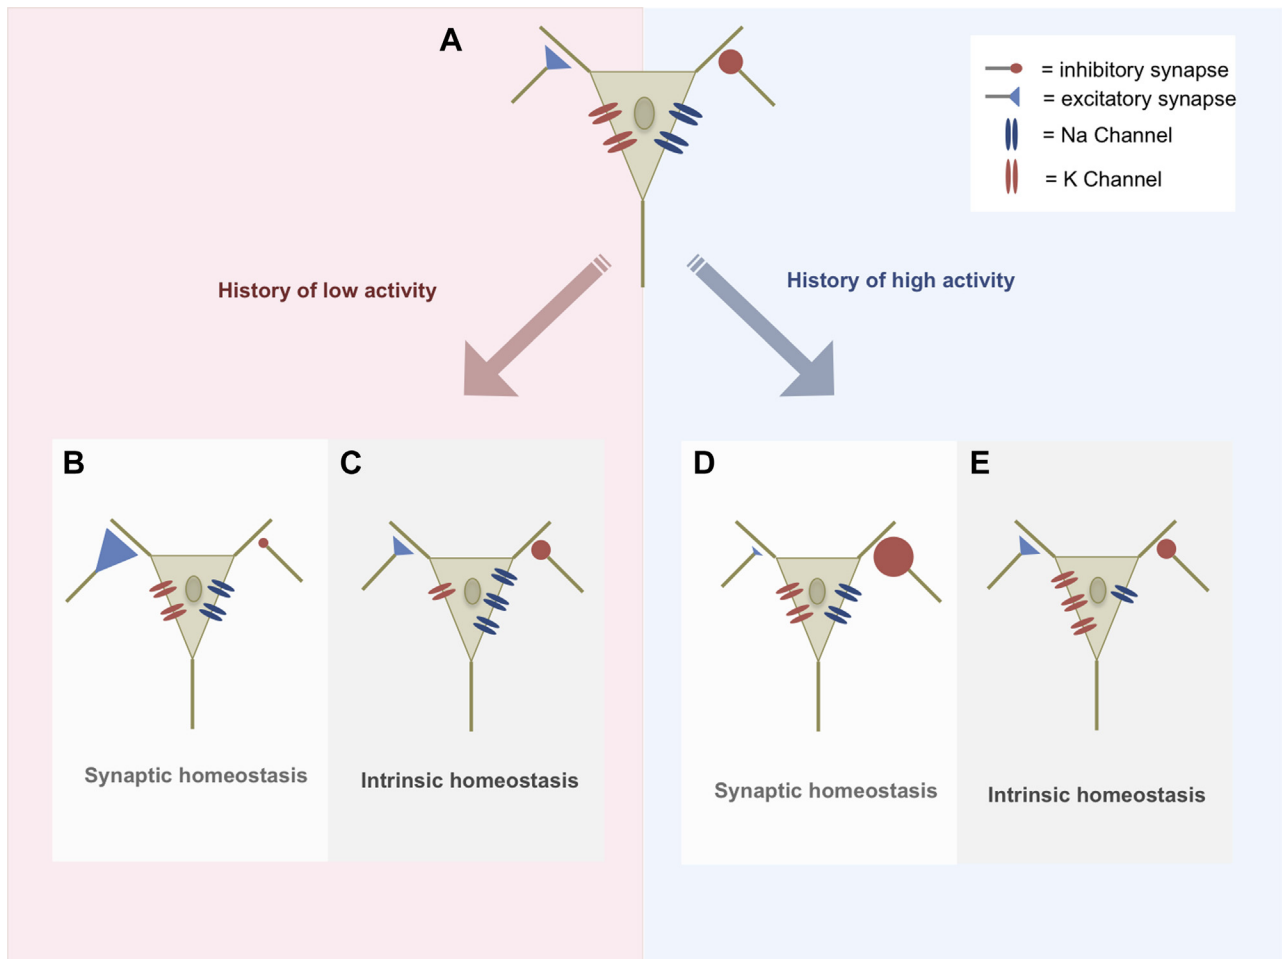 A
= inhibitory synapse
= excitatory synapse
= Na Channel
= K Channel
History of low activity
History of high activity
B
C
D
E
Synaptic homeostasis
Intrinsic homeostasis
Synaptic homeostasis
Intrinsic homeostasis